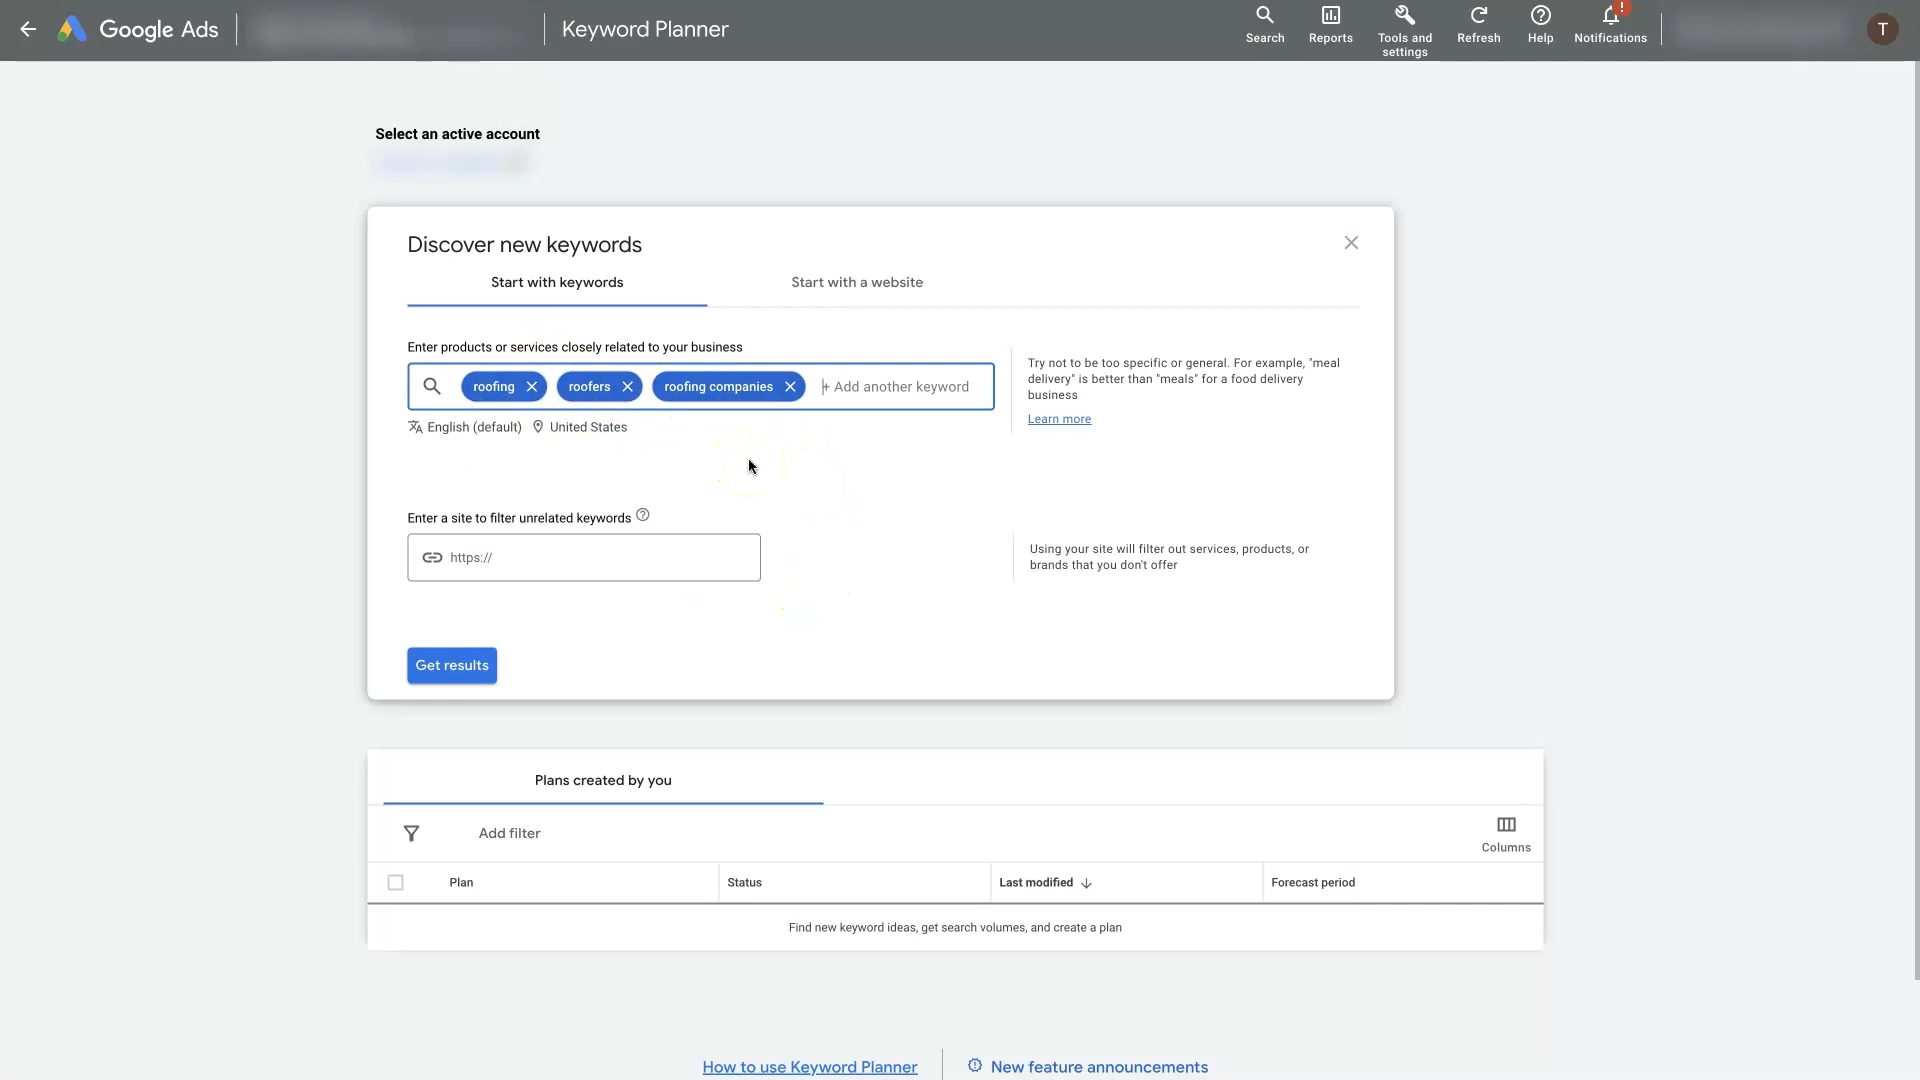 Google Ads
Keyword Planner
Search
Reports
Tools and
settings
Refresh
Help
!
Notifications
T
Select an active account
Discover new keywords
Start with keywords
Start with a website
Enter products or services closely related to your business
roofing
roofers
roofing companies
+ Add another keyword
Try not to be too specific or general. For example, "meal
delivery" is better than "meals" for a food delivery
business
Learn more
English (default)
United States
Enter a site to filter unrelated keywords
https://
Using your site will filter out services, products, or
brands that you don't offer
Get results
Plans created by you
Add filter
Columns
Plan
Status
Last modified
Forecast period
Find new keyword ideas, get search volumes, and create a plan
How to use Keyword Planner
New feature announcements